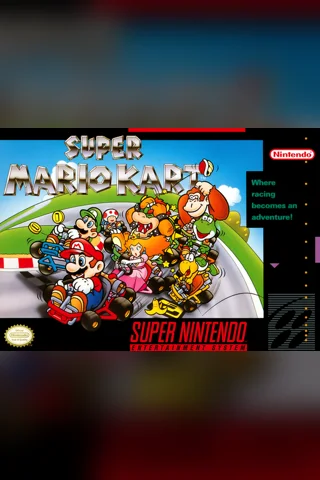 SUPER
MARIO KART
Nintendo
Where
racing
becomes an
adventure!
SUPER NINTENDO
ENTERTAINMENT SYSTEM